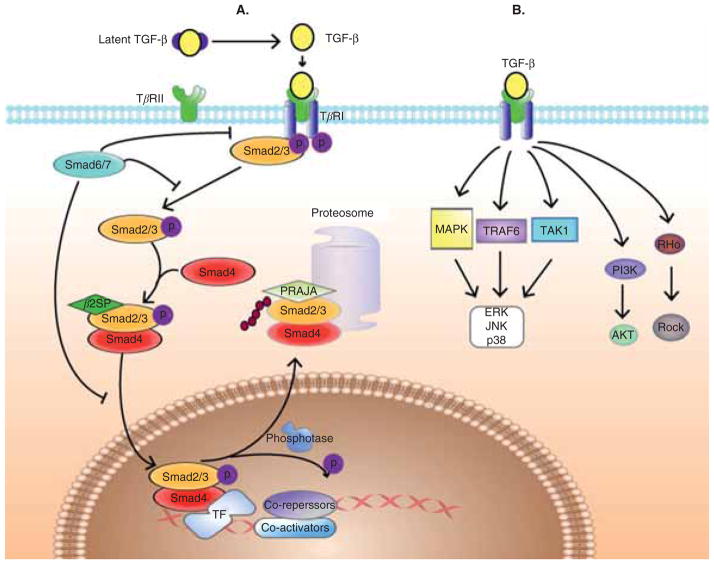 A.
B.
Latent TGF-β
TGF-β
TGF-β
TβRII
TβRI
Smad2/3
p
p
Smad6/7
Smad2/3
p
Proteosome
MAPK
TRAF6
TAK1
RHo
Smad4
PI3K
PRAJA
β2SP
Smad2/3
p
Smad2/3
Smad4
Smad4
ERK
JNK
p38
AKT
Rock
Phosphotase
p
Smad2/3
p
Smad4
TF
Co-reperssors
Co-activators